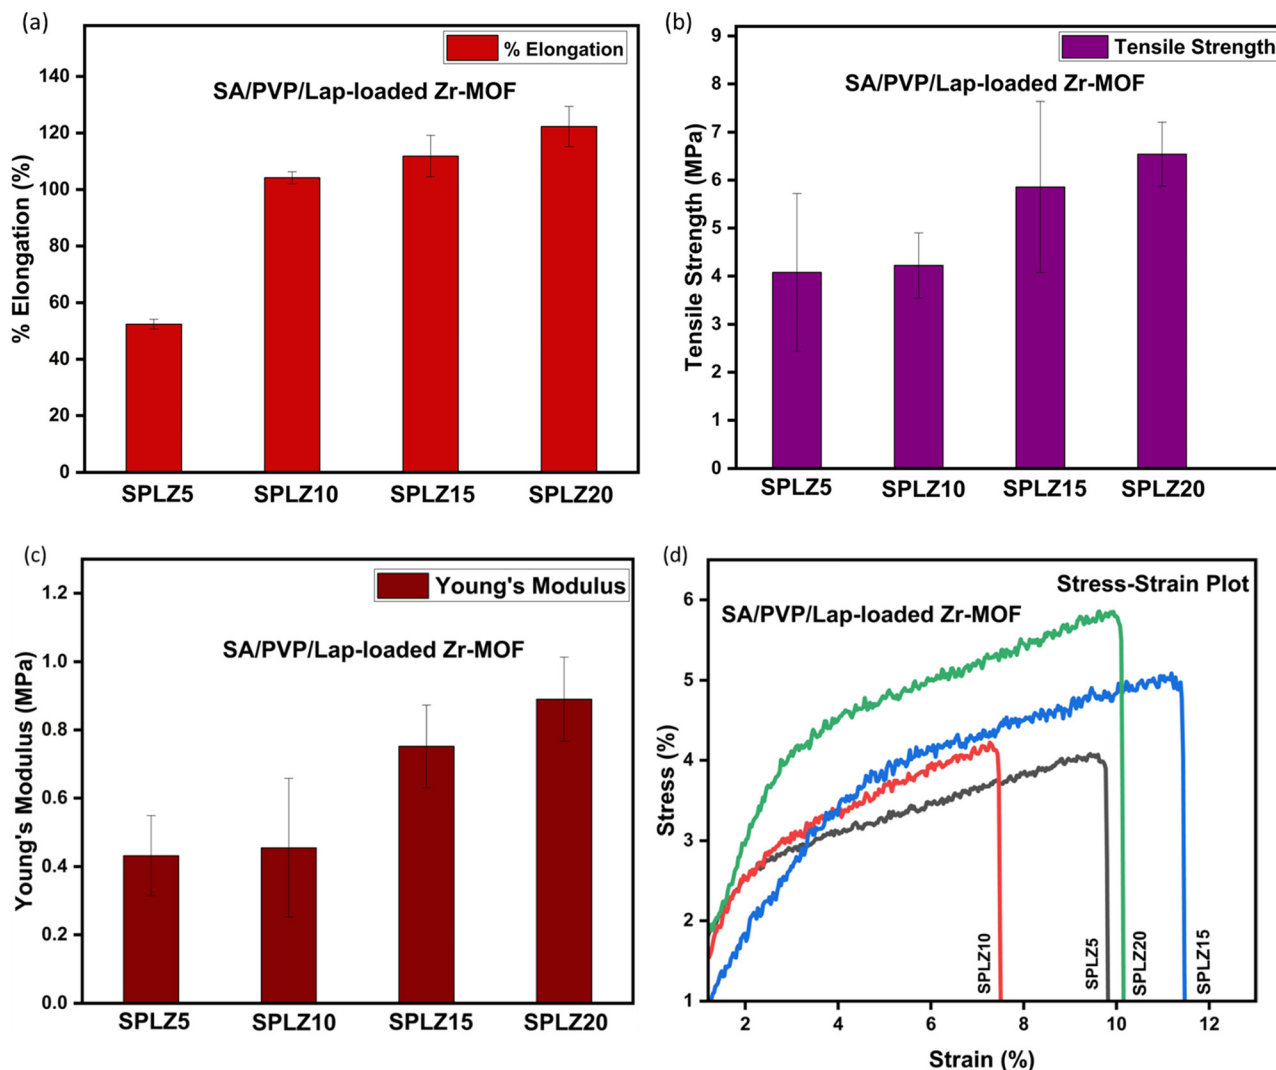 (a)
% Elongation
SA/PVP/Lap-loaded Zr-MOF
% Elongation (%)
140
120
100
80
60
40
20
0
SPLZ5 SPLZ10 SPLZ15 SPLZ20
(b)
Tensile Strength
SA/PVP/Lap-loaded Zr-MOF
Tensile Strength (MPa)
9
8
7
6
5
4
3
2
1
0
SPLZ5 SPLZ10 SPLZ15 SPLZ20
(c)
Young's Modulus
SA/PVP/Lap-loaded Zr-MOF
Young's Modulus (MPa)
1.2
1.0
0.8
0.6
0.4
0.2
0.0
SPLZ5 SPLZ10 SPLZ15 SPLZ20
(d)
Stress-Strain Plot
SA/PVP/Lap-loaded Zr-MOF
Stress (%)
6
5
4
3
2
1
SPLZ10
SPLZ5
SPLZ20
SPLZ15
2 4 6 8 10 12
Strain (%)